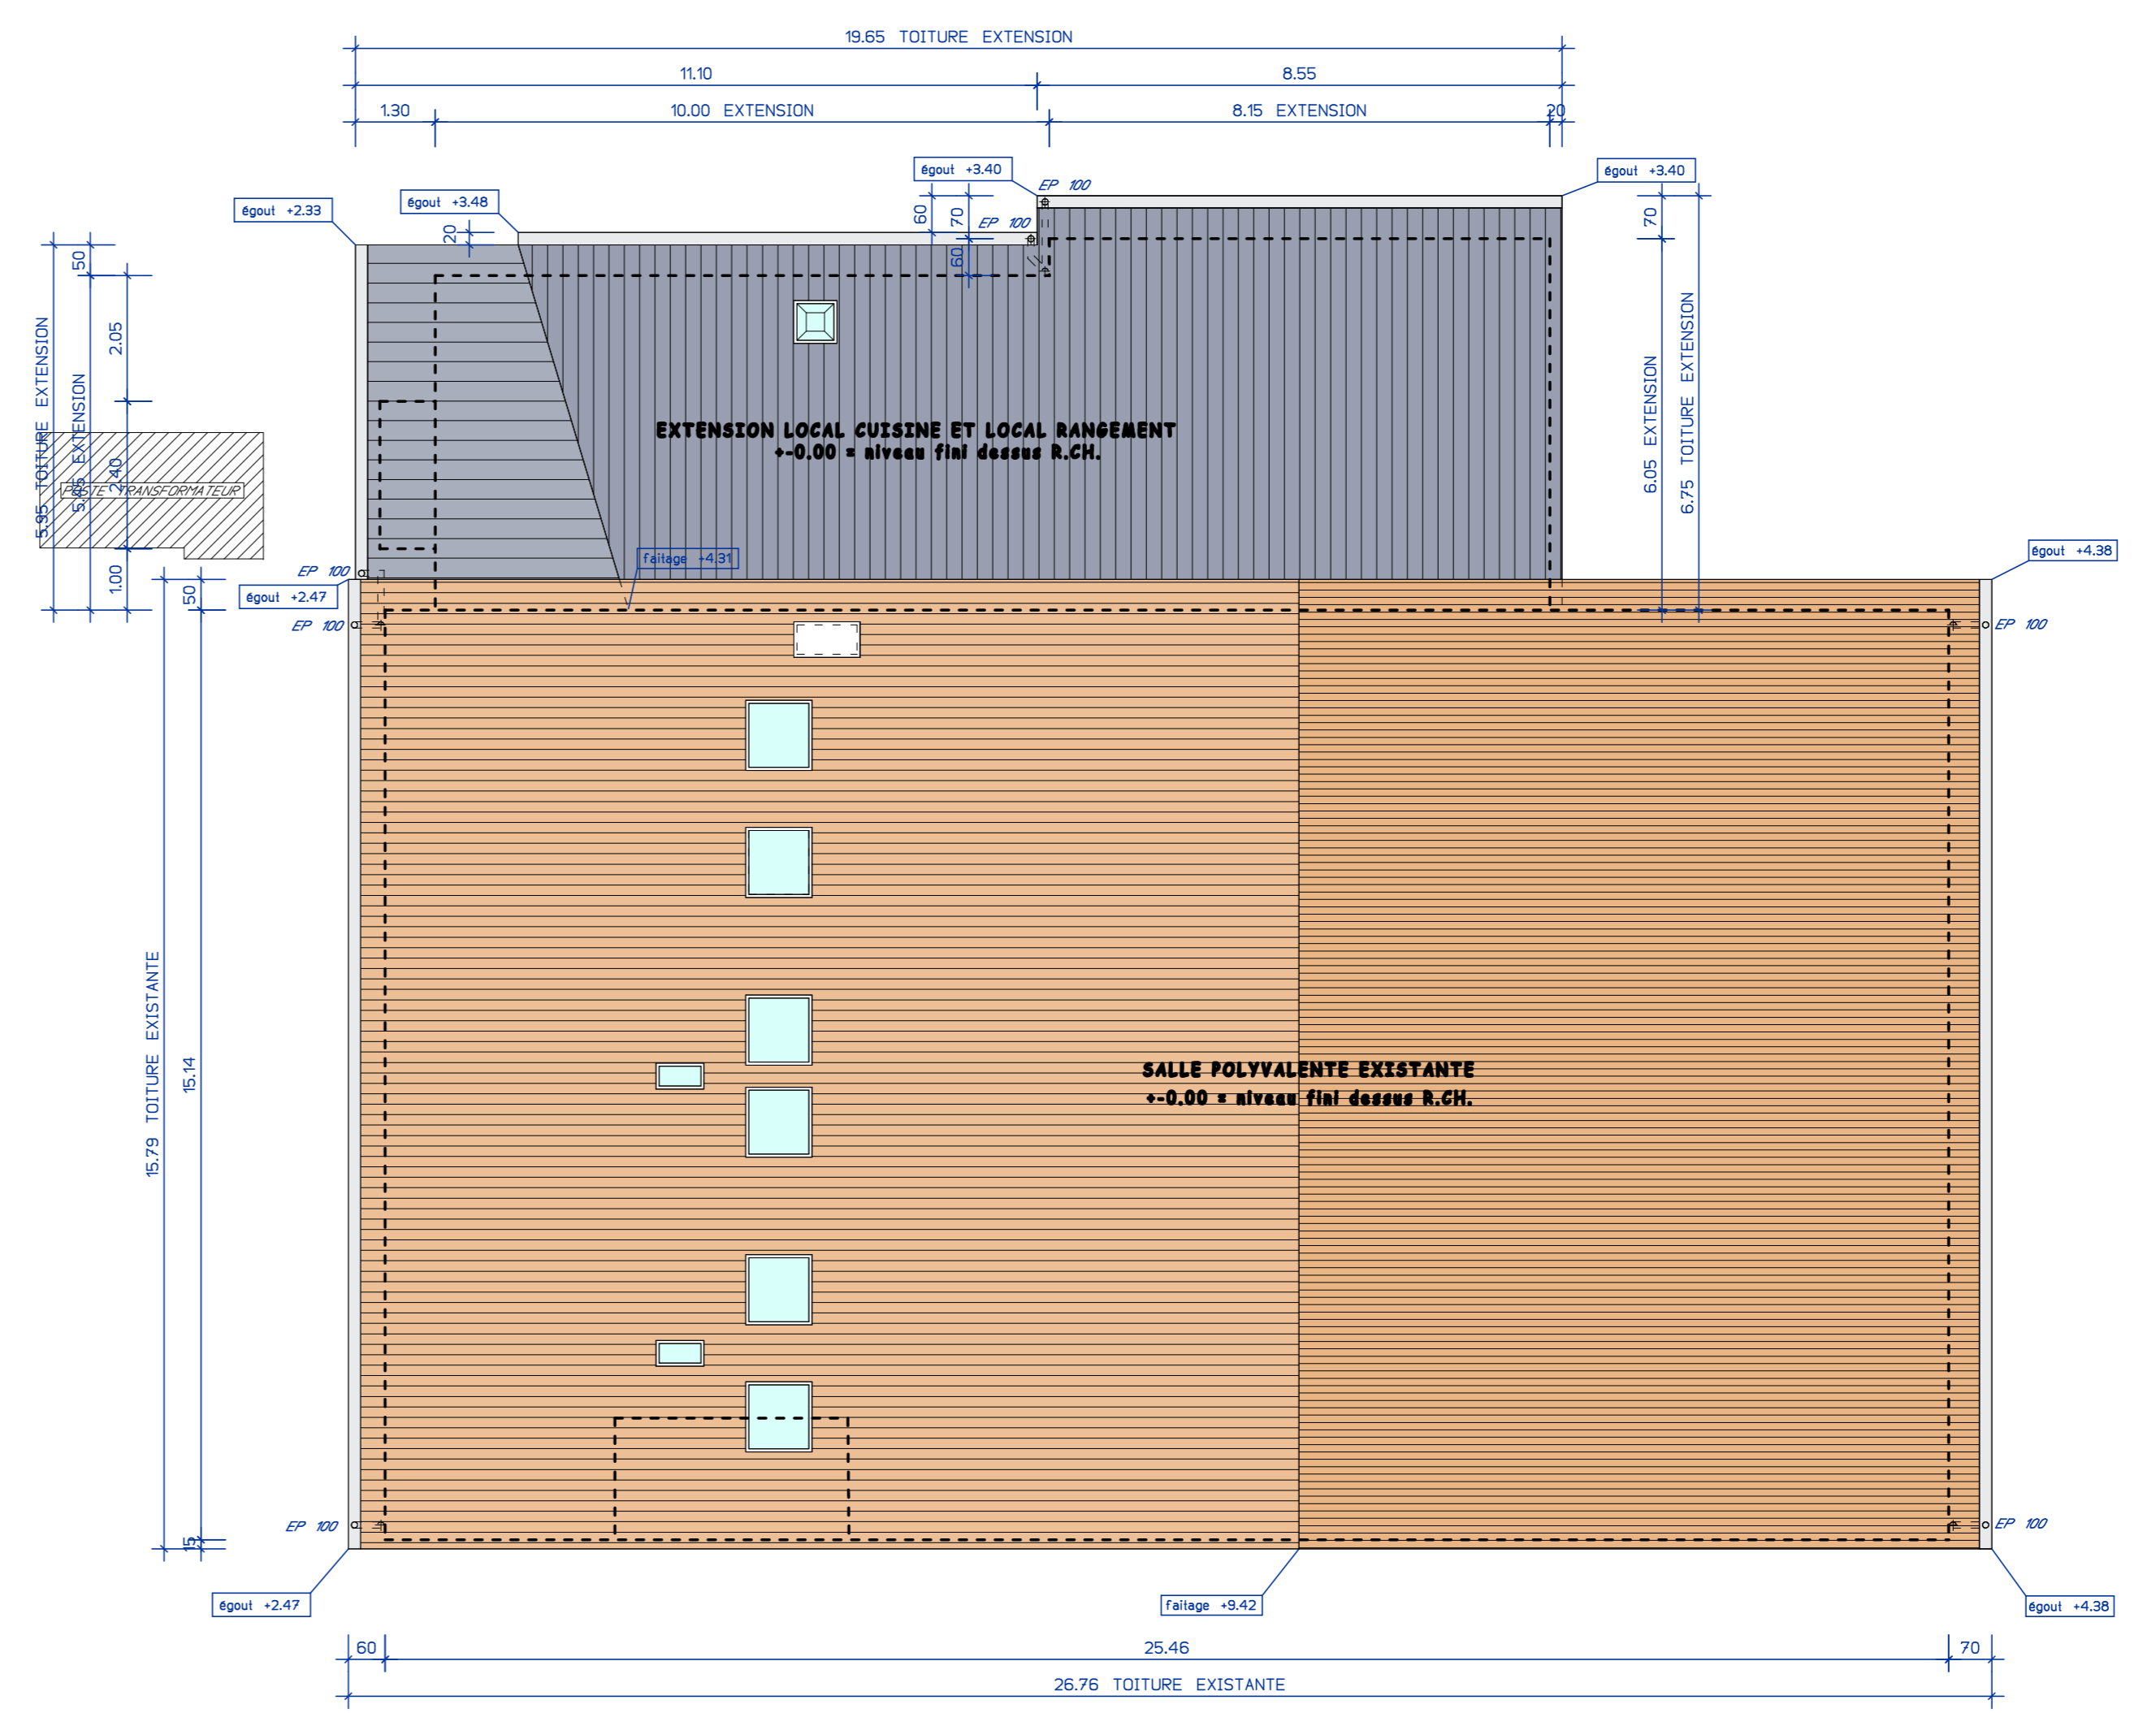 19.65 TOITURE EXTENSION
11.10
8.55
1.30
10.00 EXTENSION
8.15 EXTENSION
20
égout +3.40
EP 100
égout +3.40
égout +2.33
égout +3.48
EP 100
20
60
70
60
70
50
5.95 TOITURE EXTENSION
5.45 EXTENSION
2.05
2.40
1.00
POSTE TRANSFORMATEUR
6.05 EXTENSION
6.75 TOITURE EXTENSION
EXTENSION LOCAL CUISINE ET LOCAL RANGEMENT
+-0.00 = niveau fini dessus R.CH.
faitage +4.31
égout +4.38
EP 100
égout +2.47
50
EP 100
EP 100
15.79 TOITURE EXISTANTE
15.14
SALLE POLYVALENTE EXISTANTE
+-0.00 = niveau fini dessus R.CH.
EP 100
EP 100
15
égout +2.47
faitage +9.42
égout +4.38
60
25.46
70
26.76 TOITURE EXISTANTE